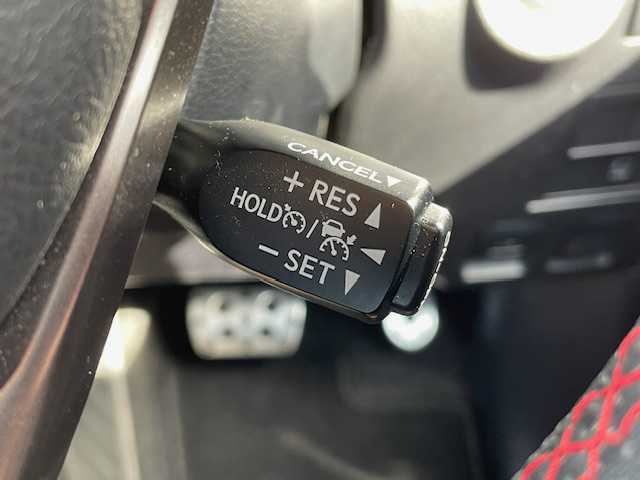 CANCEL▼
+ RES ▲
HOLD /
- SET ▼